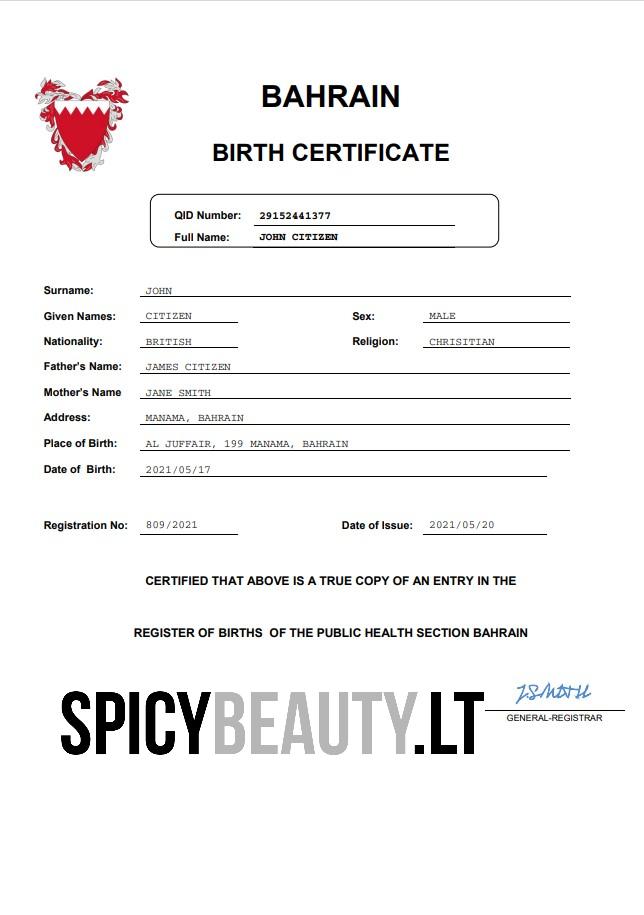 BAHRAIN
BIRTH CERTIFICATE
QID Number: 29152441377
Full Name: JOHN CITIZEN
Surname: JOHN
Given Names: CITIZEN Sex: MALE
Nationality: BRITISH Religion: CHRISITIAN
Father's Name: JAMES CITIZEN
Mother's Name JANE SMITH
Address: MANAMA, BAHRAIN
Place of Birth: AL JUFFAIR, 199 MANAMA, BAHRAIN
Date of Birth: 2021/05/17
Registration No: 809/2021 Date of Issue: 2021/05/20
CERTIFIED THAT ABOVE IS A TRUE COPY OF AN ENTRY IN THE
REGISTER OF BIRTHS OF THE PUBLIC HEALTH SECTION BAHRAIN
SPICYBEAUTY.LT
GENERAL-REGISTRAR